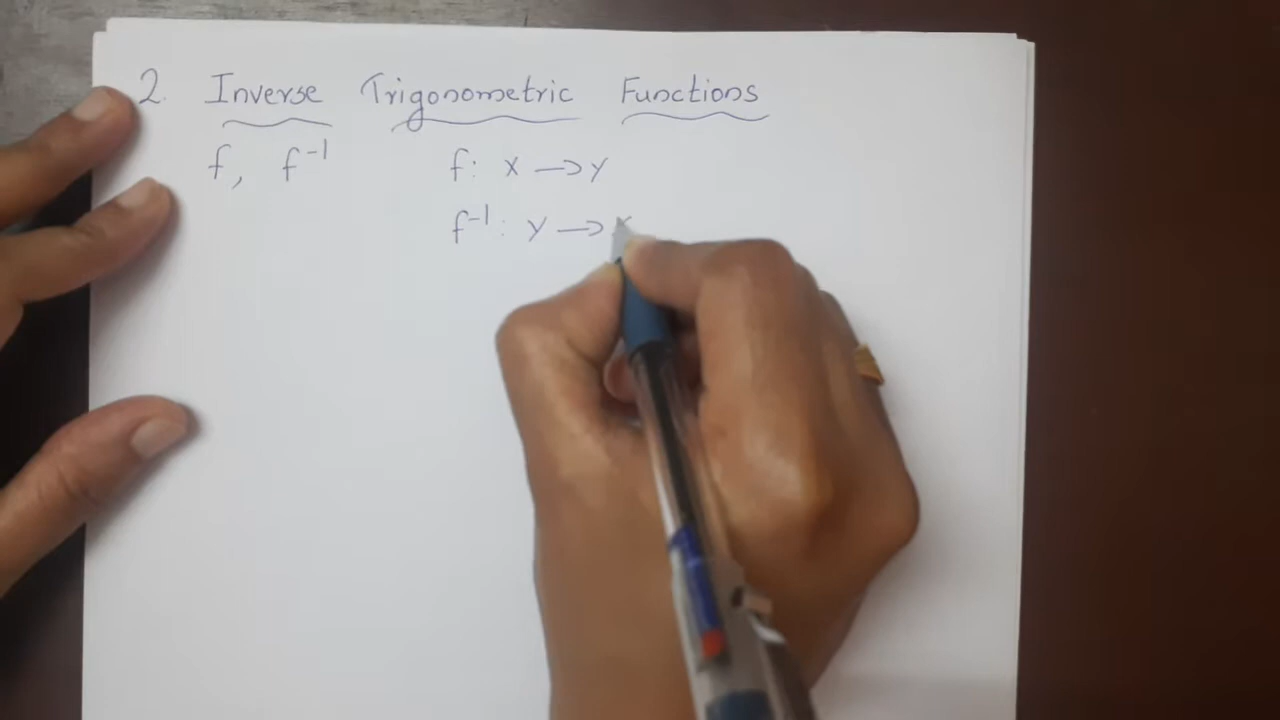 2. Inverse Trigonometric Functions
f, f⁻¹ f: X → Y
f⁻¹: Y → X